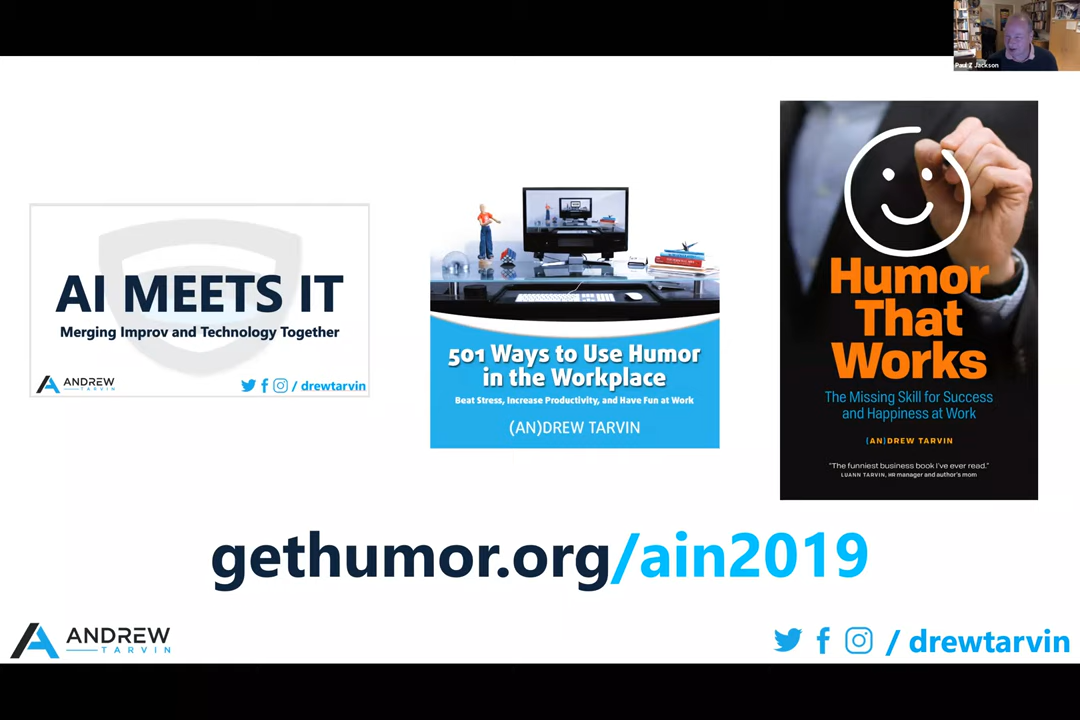 Paul Z Jackson
AI MEETS IT
Merging Improv and Technology Together
ANDREW
TARVIN
/ drewtarvin
501 Ways to Use Humor
in the Workplace
Beat Stress, Increase Productivity, and Have Fun at Work
(AN)DREW TARVIN
Humor
That
Works
The Missing Skill for Success
and Happiness at Work
(AN)DREW TARVIN
"The funniest business book I've ever read."
LUANN TARVIN, HR manager and author's mom
gethumor.org/ain2019
ANDREW
TARVIN
/ drewtarvin